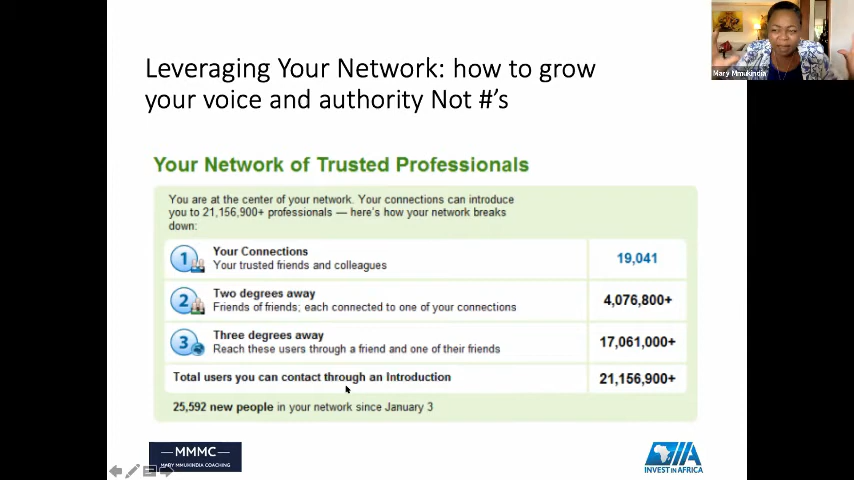 Leveraging Your Network: how to grow
your voice and authority Not #'s
Mary Mmukindia
Your Network of Trusted Professionals
You are at the center of your network. Your connections can introduce
you to 21,156,900+ professionals — here's how your network breaks
down:
1 Your Connections 19,041
Your trusted friends and colleagues
2 Two degrees away 4,076,800+
Friends of friends; each connected to one of your connections
3 Three degrees away 17,061,000+
Reach these users through a friend and one of their friends
Total users you can contact through an Introduction 21,156,900+
25,592 new people in your network since January 3
MMMC
MARY MMUKINDIA COACHING
IIA
INVEST IN AFRICA